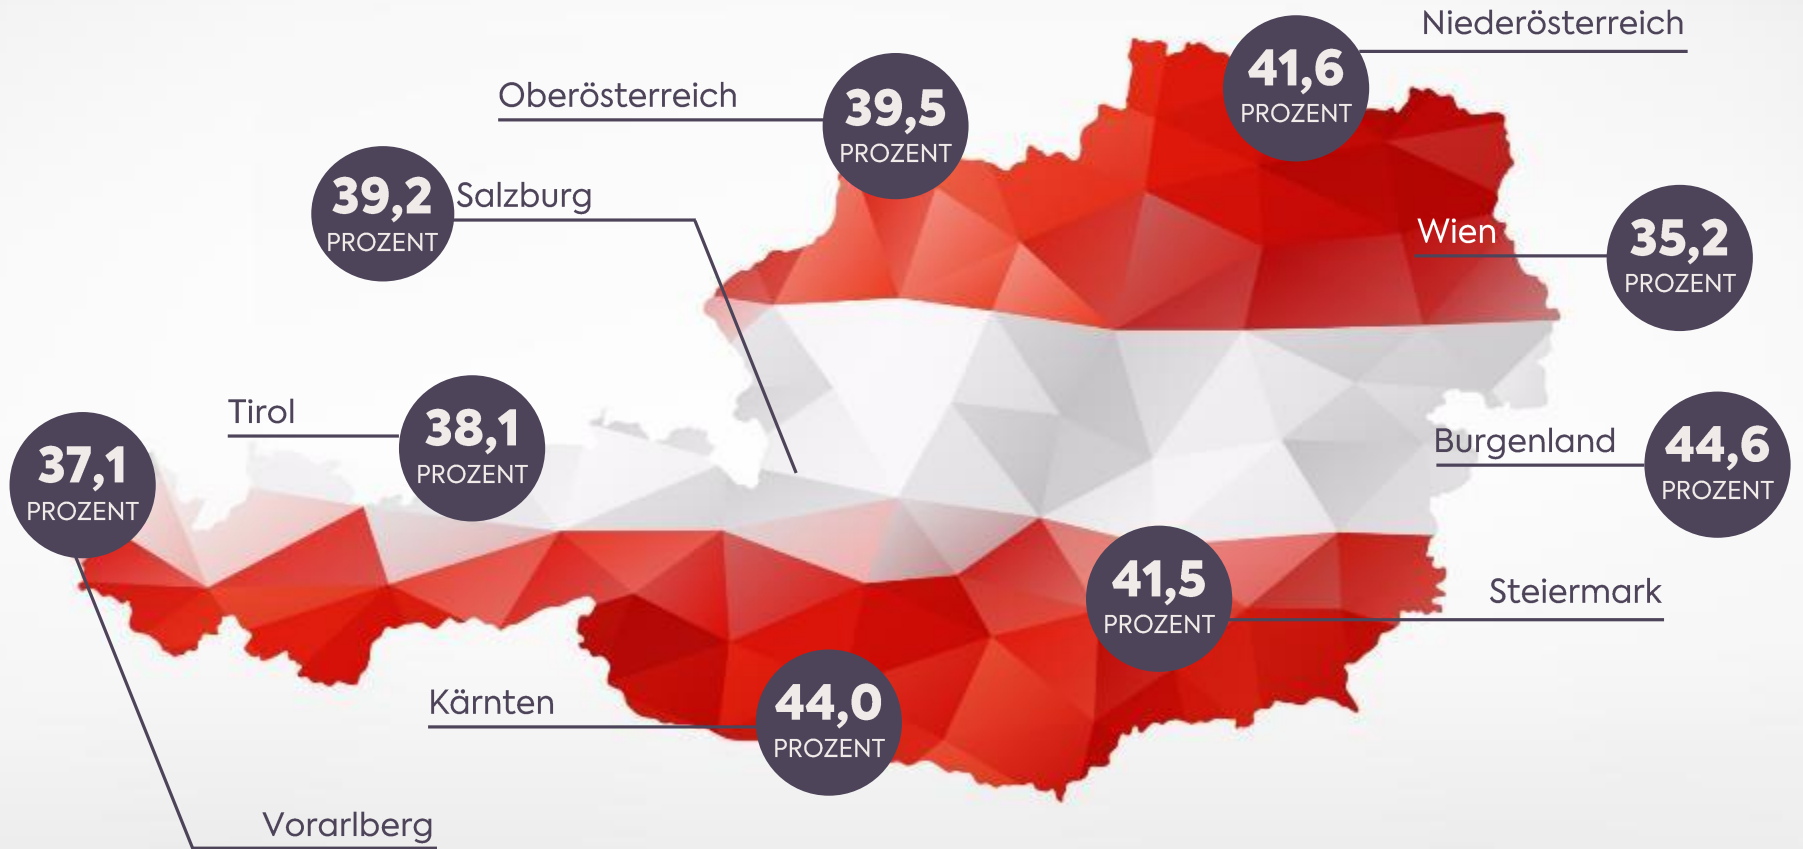 Niederösterreich
41,6
PROZENT
Oberösterreich
39,5
PROZENT
39,2
PROZENT
Salzburg
Wien
35,2
PROZENT
Tirol
38,1
PROZENT
37,1
PROZENT
Burgenland
44,6
PROZENT
41,5
PROZENT
Steiermark
Kärnten
44,0
PROZENT
Vorarlberg